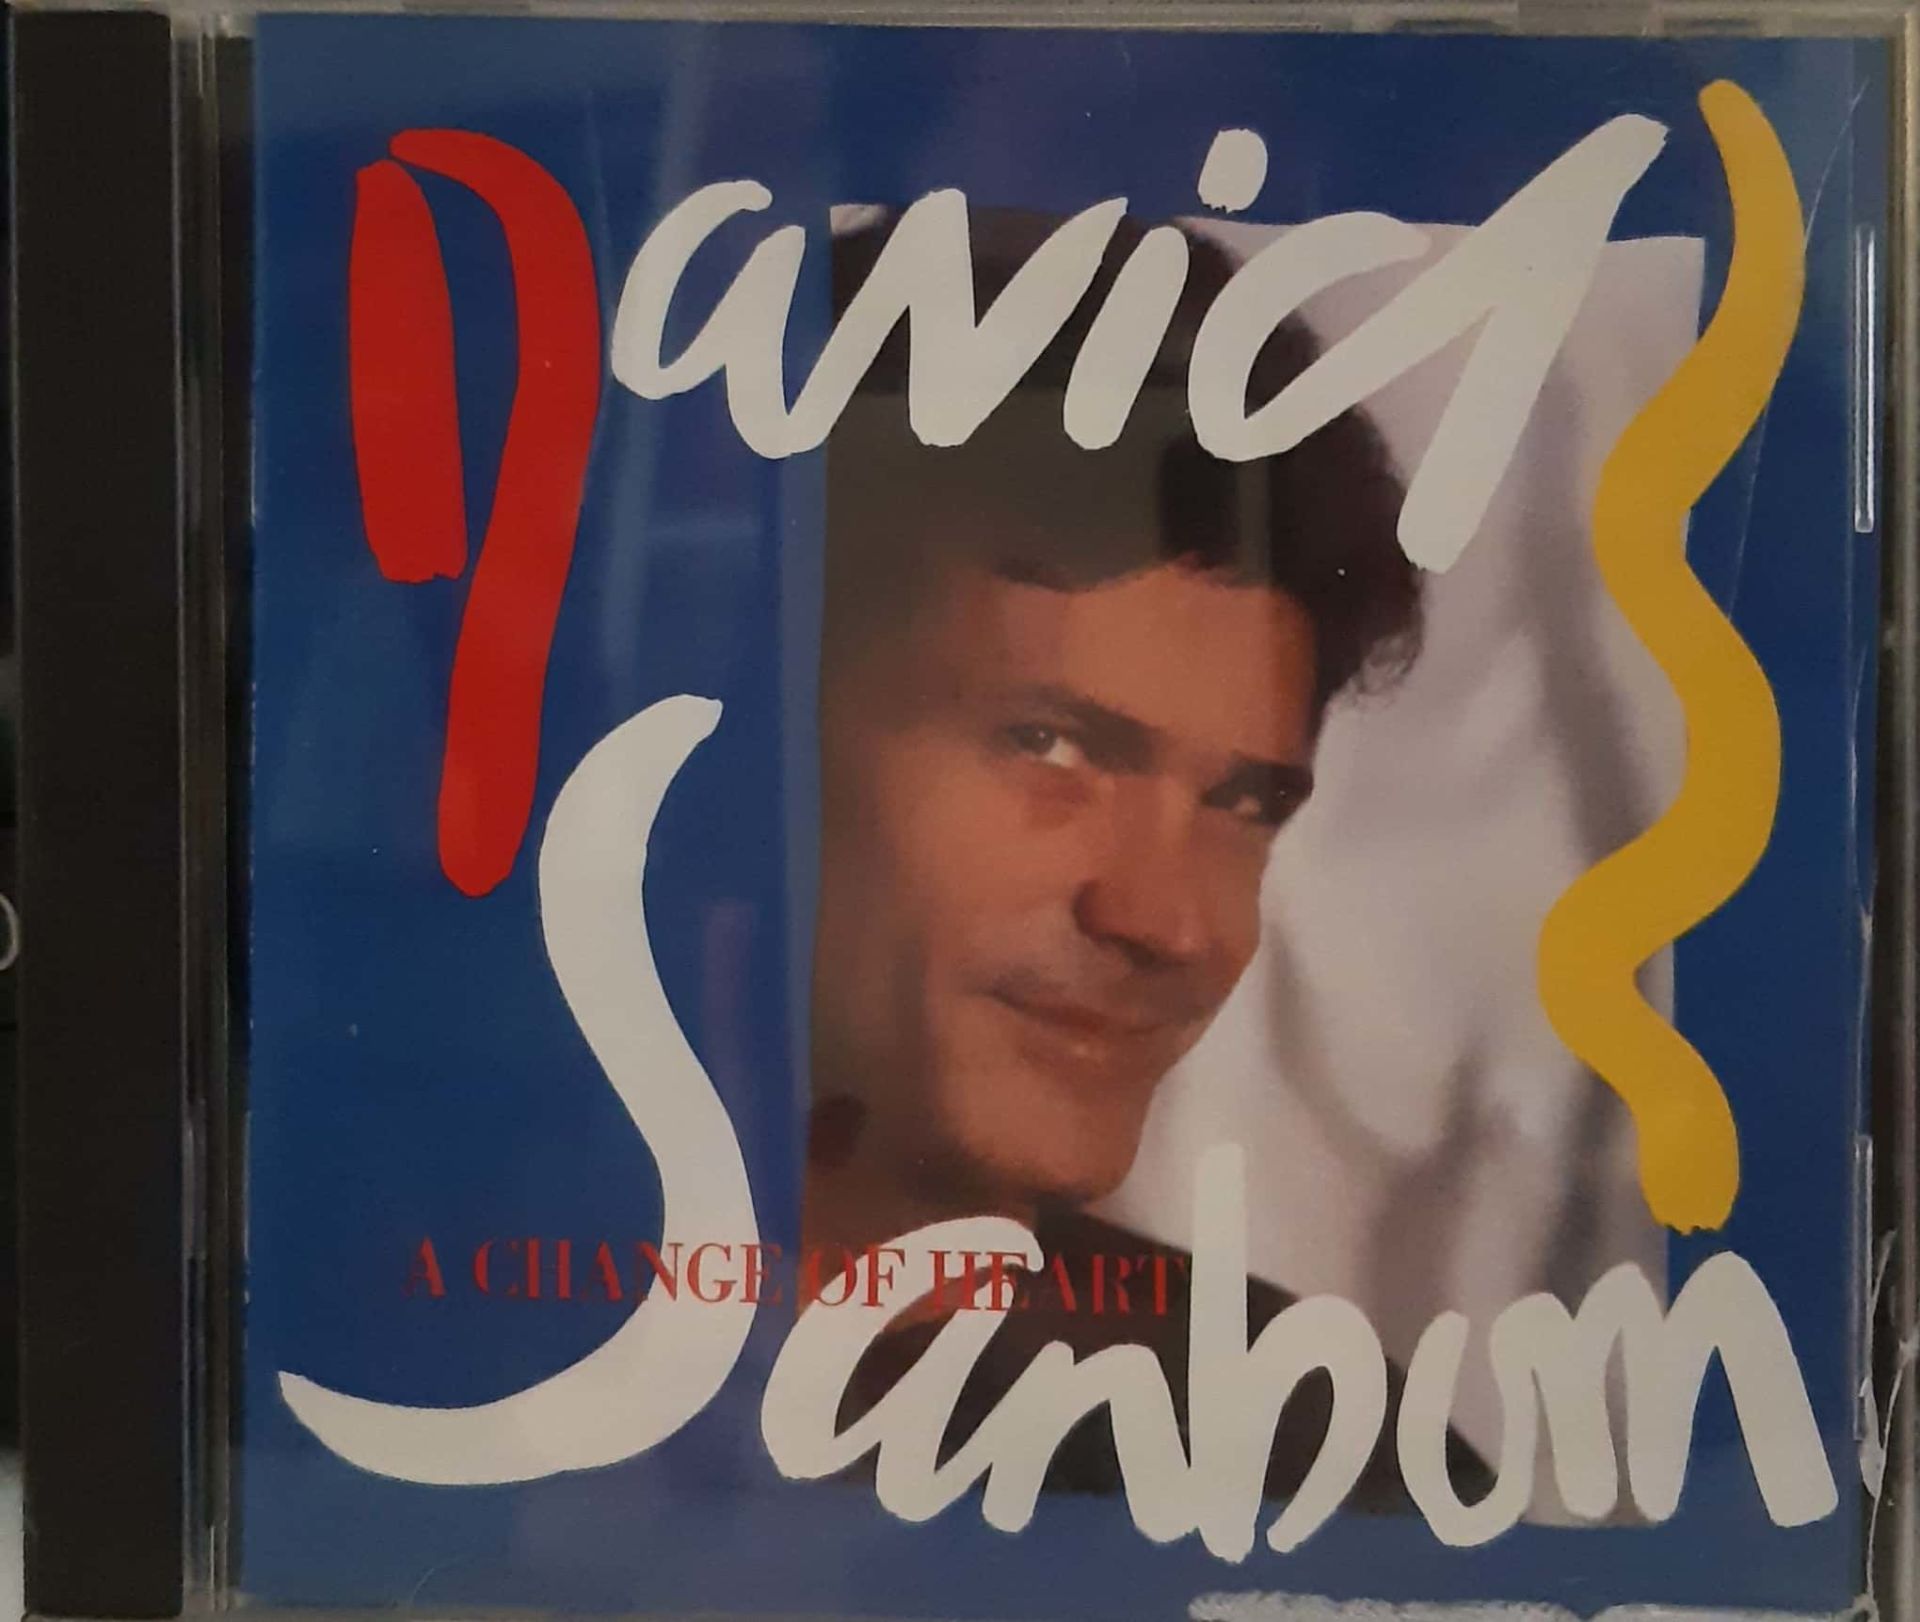 David
Sanborn
A CHANGE OF HEART